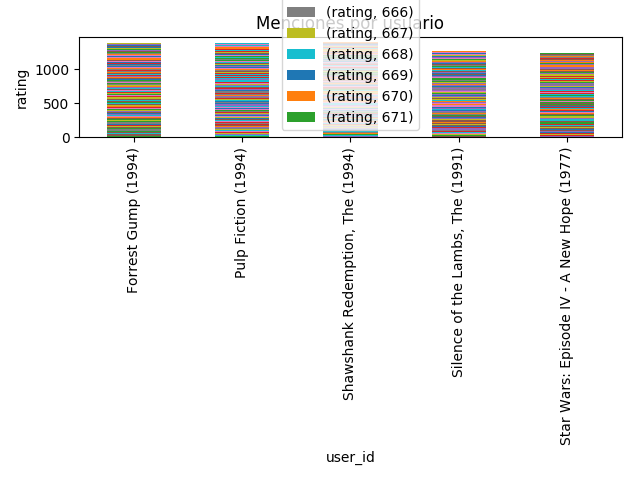 Menciones por usuario
(rating, 666)
(rating, 667)
(rating, 668)
(rating, 669)
(rating, 670)
(rating, 671)
rating
1000
500
0
Forrest Gump (1994)
Pulp Fiction (1994)
Shawshank Redemption, The (1994)
Silence of the Lambs, The (1991)
Star Wars: Episode IV - A New Hope (1977)
user_id